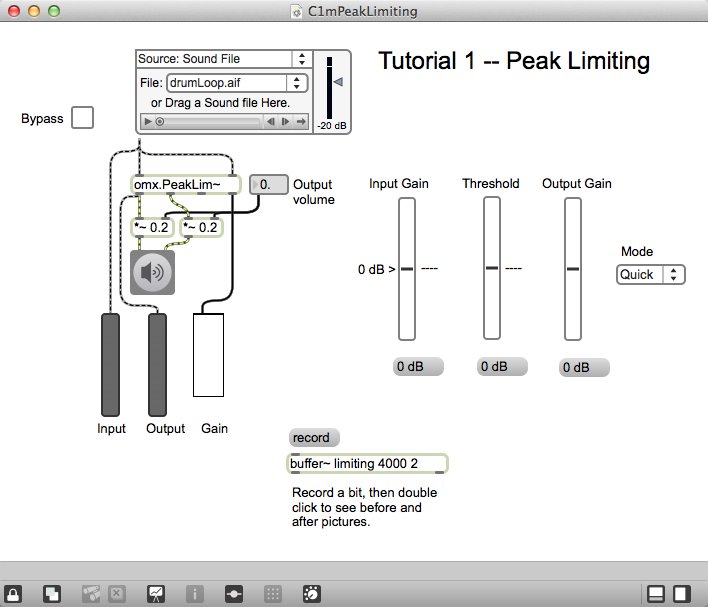 C1mPeakLimiting
Source: Sound File
File: drumLoop.aif
or Drag a Sound file Here.
-20 dB
Tutorial 1 -- Peak Limiting
Bypass
omx.PeakLim~
0.
Output
volume
*~ 0.2
*~ 0.2
Input Gain
Threshold
Output Gain
0 dB >
----
----
Mode
Quick
0 dB
0 dB
0 dB
Input
Output
Gain
record
buffer~ limiting 4000 2
Record a bit, then double
click to see before and
after pictures.